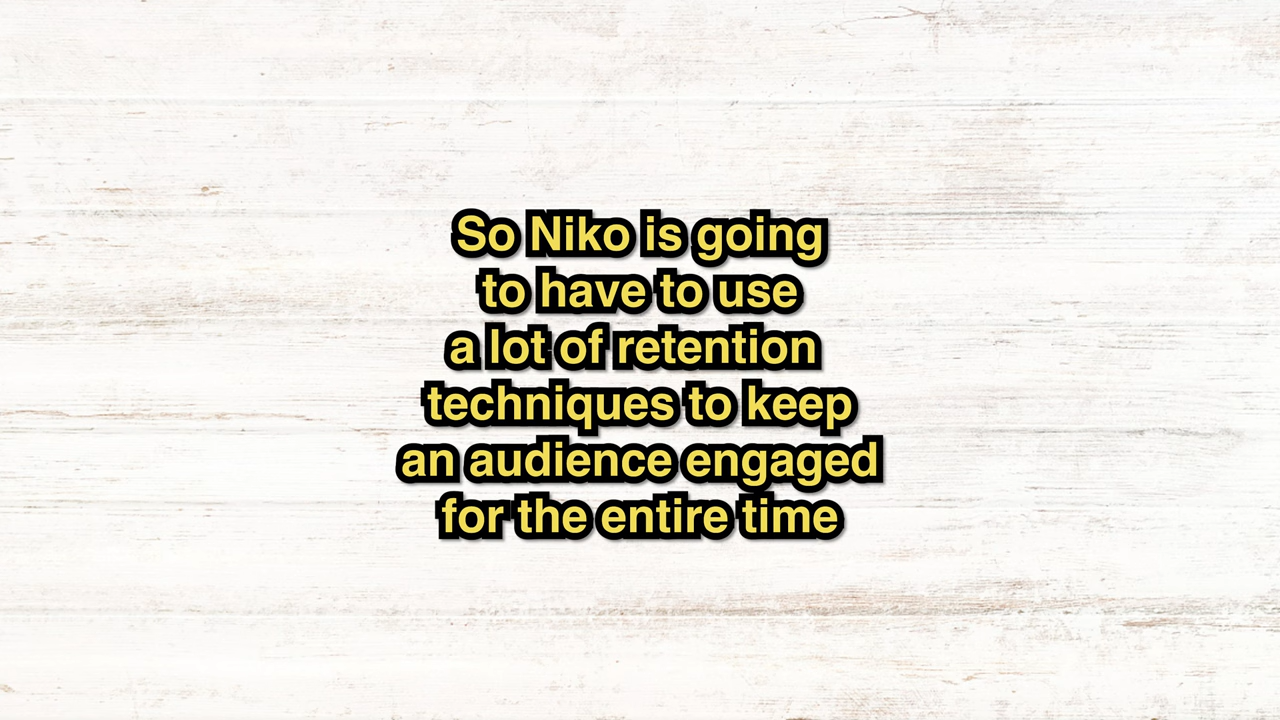 So Niko is going
to have to use
a lot of retention
techniques to keep
an audience engaged
for the entire time